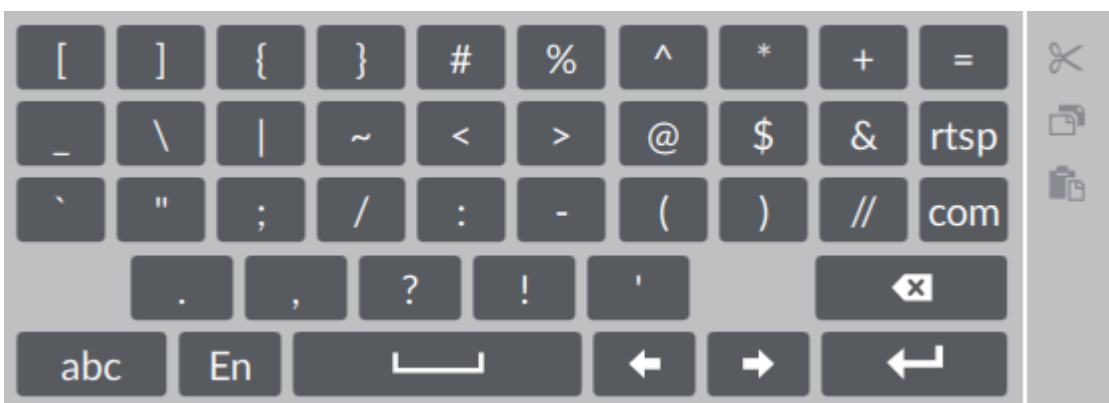 [ ] { } # % ^ * + =
_ \ | ~ < > @ $ & rtsp
` " ; / : - ( ) // com
. , ? ! '
abc En